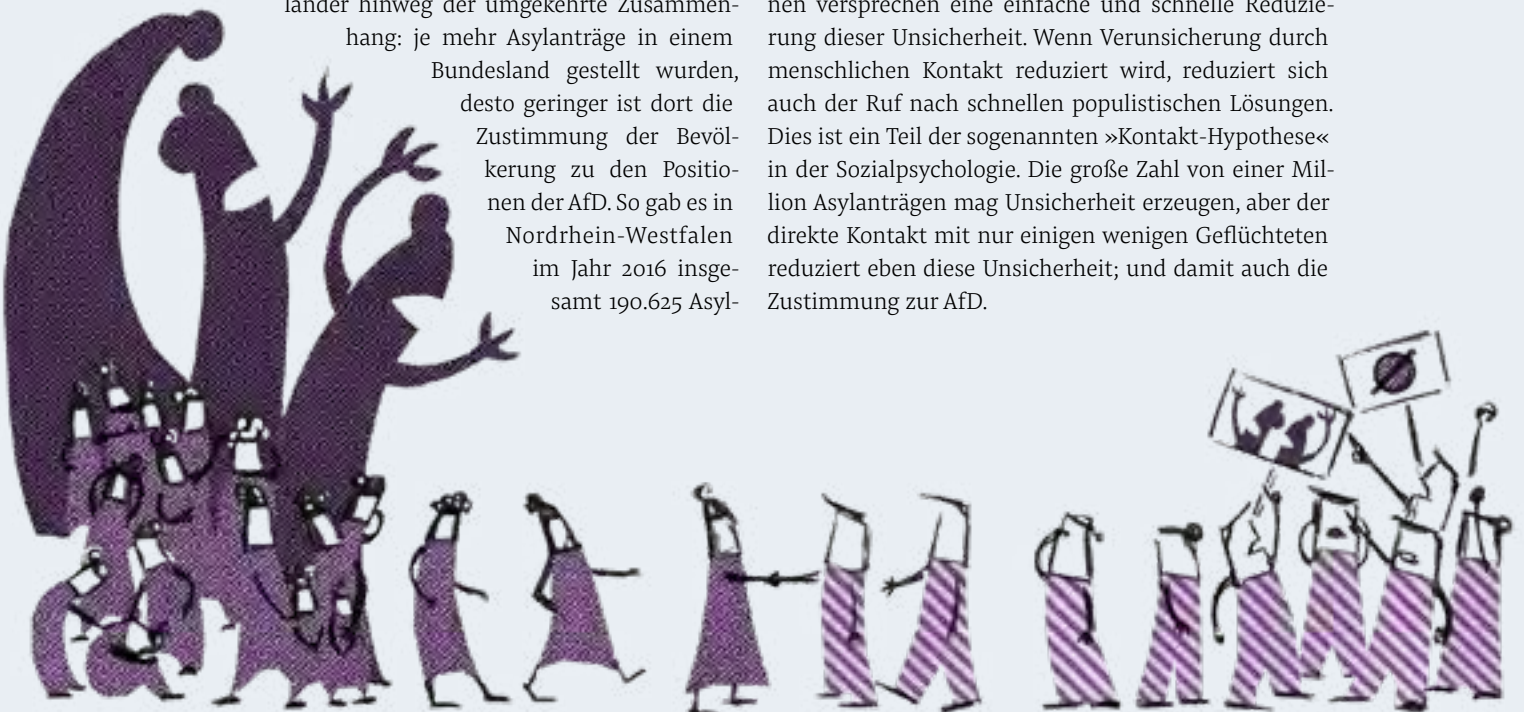 länder hinweg der umgekehrte Zusammen-
hang: je mehr Asylanträge in einem
Bundesland gestellt wurden,
desto geringer ist dort die
Zustimmung der Bevöl-
kerung zu den Positio-
nen der AfD. So gab es in
Nordrhein-Westfalen
im Jahr 2016 insge-
samt 190.625 Asyl-
nen versprechen eine einfache und schnelle Reduzie-
rung dieser Unsicherheit. Wenn Verunsicherung durch
menschlichen Kontakt reduziert wird, reduziert sich
auch der Ruf nach schnellen populistischen Lösungen.
Dies ist ein Teil der sogenannten »Kontakt-Hypothese«
in der Sozialpsychologie. Die große Zahl von einer Mil-
lion Asylanträgen mag Unsicherheit erzeugen, aber der
direkte Kontakt mit nur einigen wenigen Geflüchteten
reduziert eben diese Unsicherheit; und damit auch die
Zustimmung zur AfD.